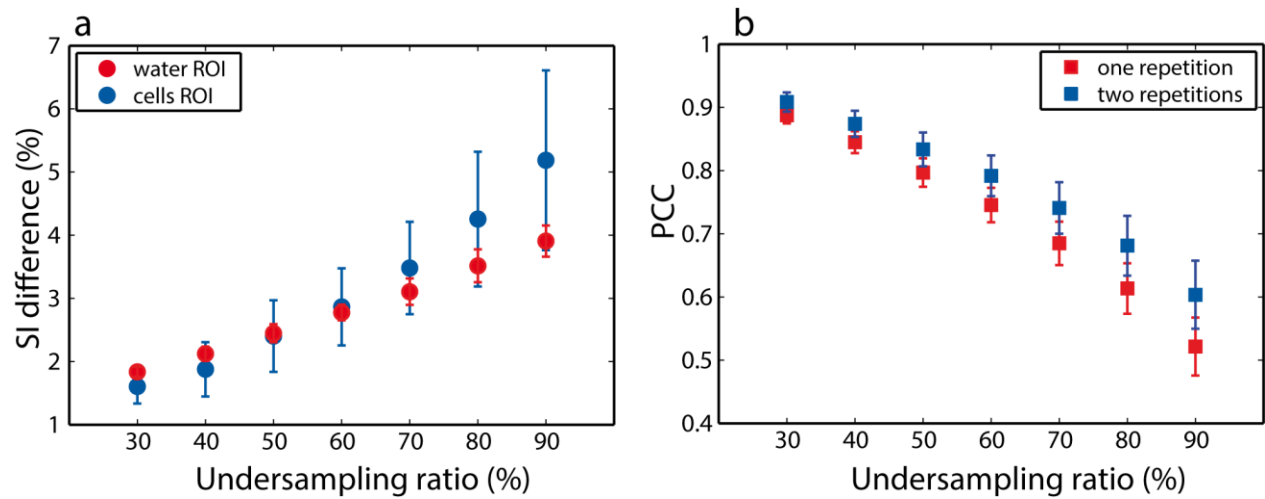 a
7
6
5
4
3
2
1
SI difference (%)
water ROI
cells ROI
30 40 50 60 70 80 90
Undersampling ratio (%)
b
1
0.9
0.8
0.7
0.6
0.5
0.4
PCC
one repetition
two repetitions
30 40 50 60 70 80 90
Undersampling ratio (%)